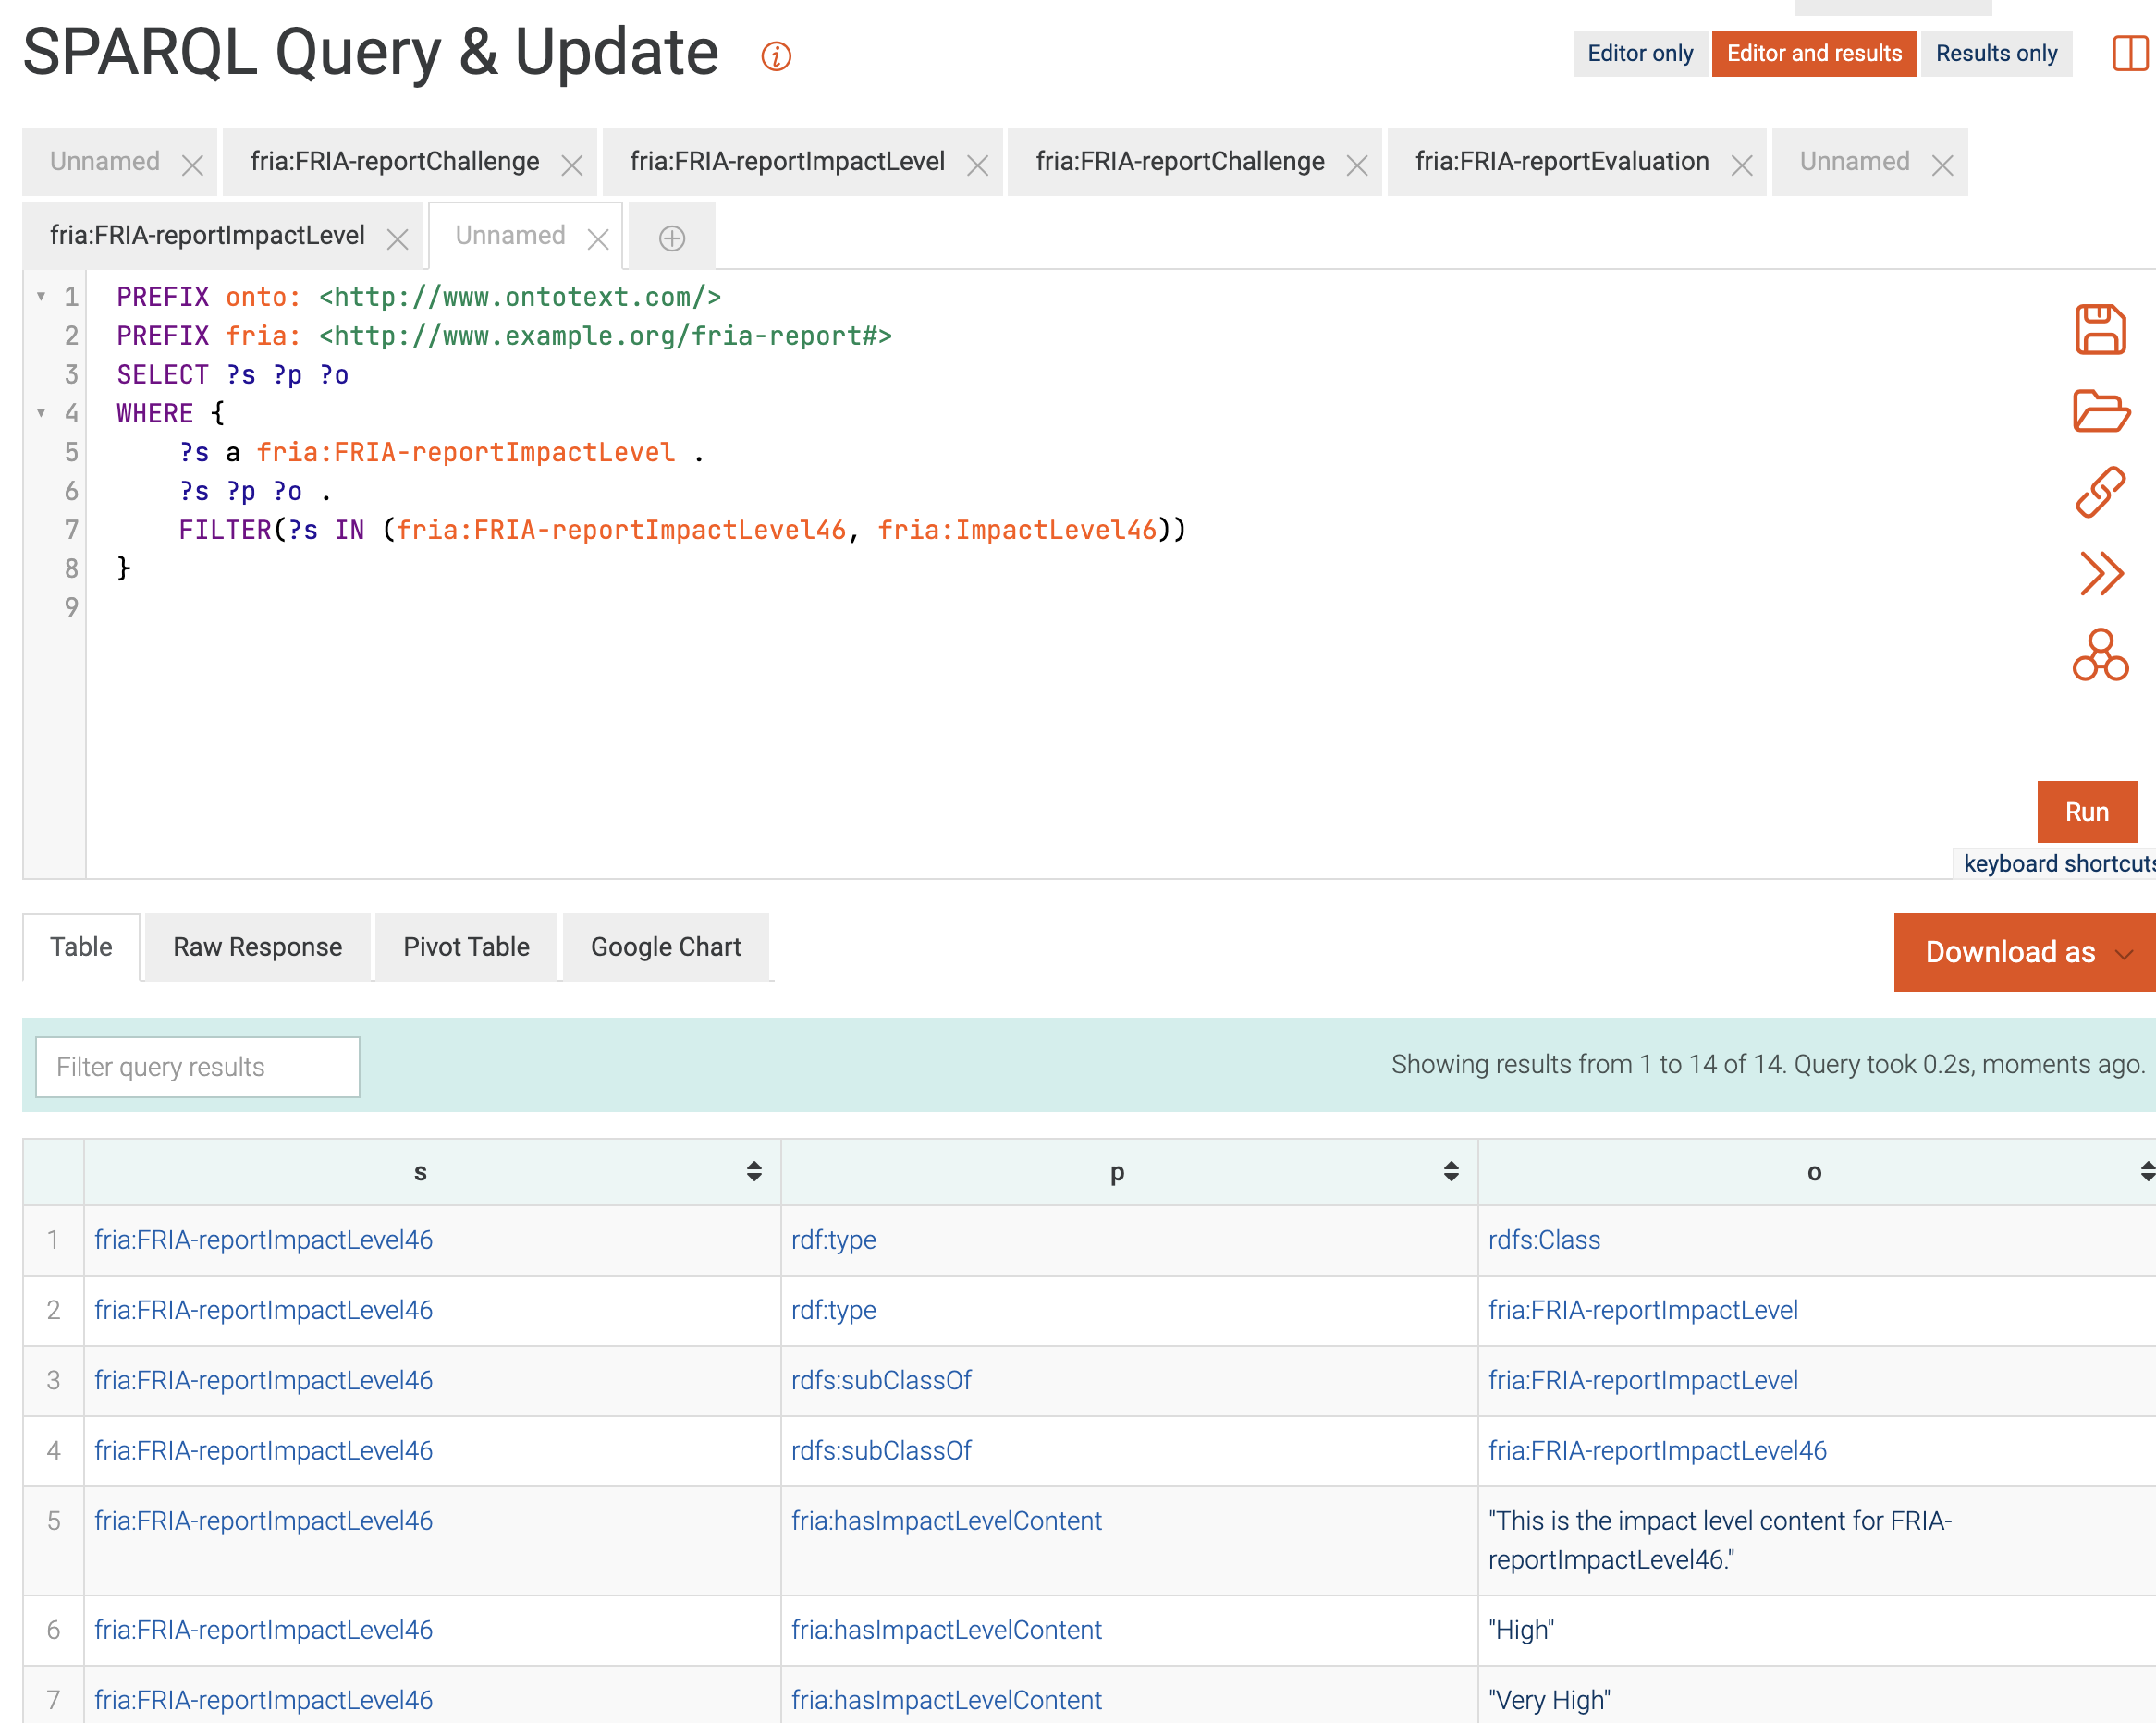 SPARQL Query & Update
Editor only Editor and results Results only
Unnamed fria:FRIA-reportChallenge fria:FRIA-reportImpactLevel fria:FRIA-reportChallenge fria:FRIA-reportEvaluation Unnamed
fria:FRIA-reportImpactLevel Unnamed
1 PREFIX onto: <http://www.ontotext.com/>
2 PREFIX fria: <http://www.example.org/fria-report#>
3 SELECT ?s ?p ?o
4 WHERE {
5 ?s a fria:FRIA-reportImpactLevel .
6 ?s ?p ?o .
7 FILTER(?s IN (fria:FRIA-reportImpactLevel46, fria:ImpactLevel46))
8 }
9
Run
keyboard shortcuts
Table Raw Response Pivot Table Google Chart
Download as
Filter query results
Showing results from 1 to 14 of 14. Query took 0.2s, moments ago.
s p o
1 fria:FRIA-reportImpactLevel46 rdf:type rdfs:Class
2 fria:FRIA-reportImpactLevel46 rdf:type fria:FRIA-reportImpactLevel
3 fria:FRIA-reportImpactLevel46 rdfs:subClassOf fria:FRIA-reportImpactLevel
4 fria:FRIA-reportImpactLevel46 rdfs:subClassOf fria:FRIA-reportImpactLevel46
5 fria:FRIA-reportImpactLevel46 fria:hasImpactLevelContent "This is the impact level content for FRIA-
reportImpactLevel46."
6 fria:FRIA-reportImpactLevel46 fria:hasImpactLevelContent "High"
7 fria:FRIA-reportImpactLevel46 fria:hasImpactLevelContent "Very High"